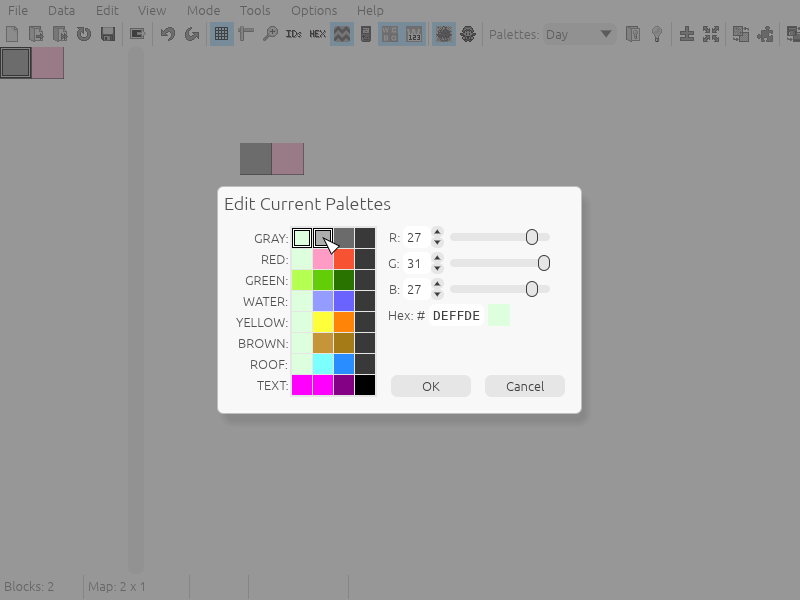 File Data Edit View Mode Tools Options Help
IDs HEX 123 Palettes: Day
Edit Current Palettes
GRAY: R: 27
RED: G: 31
GREEN: B: 27
WATER: Hex: # DEFFDE
YELLOW:
BROWN:
ROOF:
TEXT: OK Cancel
Blocks: 2 Map: 2 x 1